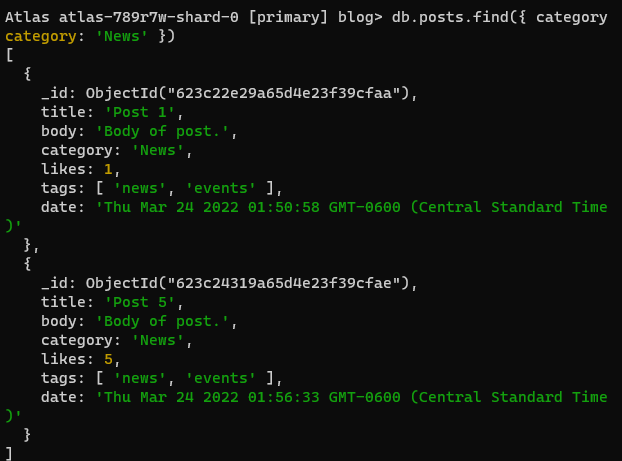 Atlas atlas-789r7w-shard-0 [primary] blog> db.posts.find({ category
category: 'News' })
[
  {
    _id: ObjectId("623c22e29a65d4e23f39cfaa"),
    title: 'Post 1',
    body: 'Body of post.',
    category: 'News',
    likes: 1,
    tags: [ 'news', 'events' ],
    date: 'Thu Mar 24 2022 01:50:58 GMT-0600 (Central Standard Time
)'
  },
  {
    _id: ObjectId("623c24319a65d4e23f39cfae"),
    title: 'Post 5',
    body: 'Body of post.',
    category: 'News',
    likes: 5,
    tags: [ 'news', 'events' ],
    date: 'Thu Mar 24 2022 01:56:33 GMT-0600 (Central Standard Time
)'
  }
]